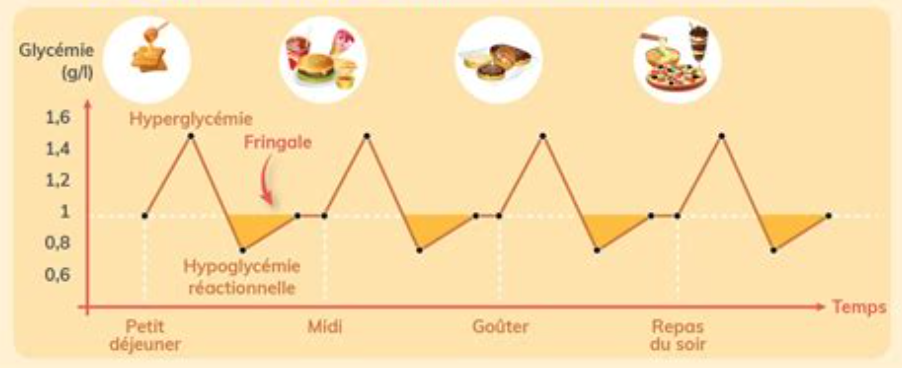 Glycémie
(g/l)
1,6
1,4
1,2
1
0,8
0,6
Hyperglycémie
Fringale
Hypoglycémie
réactionnelle
Temps
Petit
déjeuner
Midi
Goûter
Repas
du soir